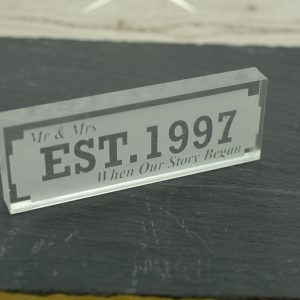 Mr & Mrs
EST.1997
When Our Story Began